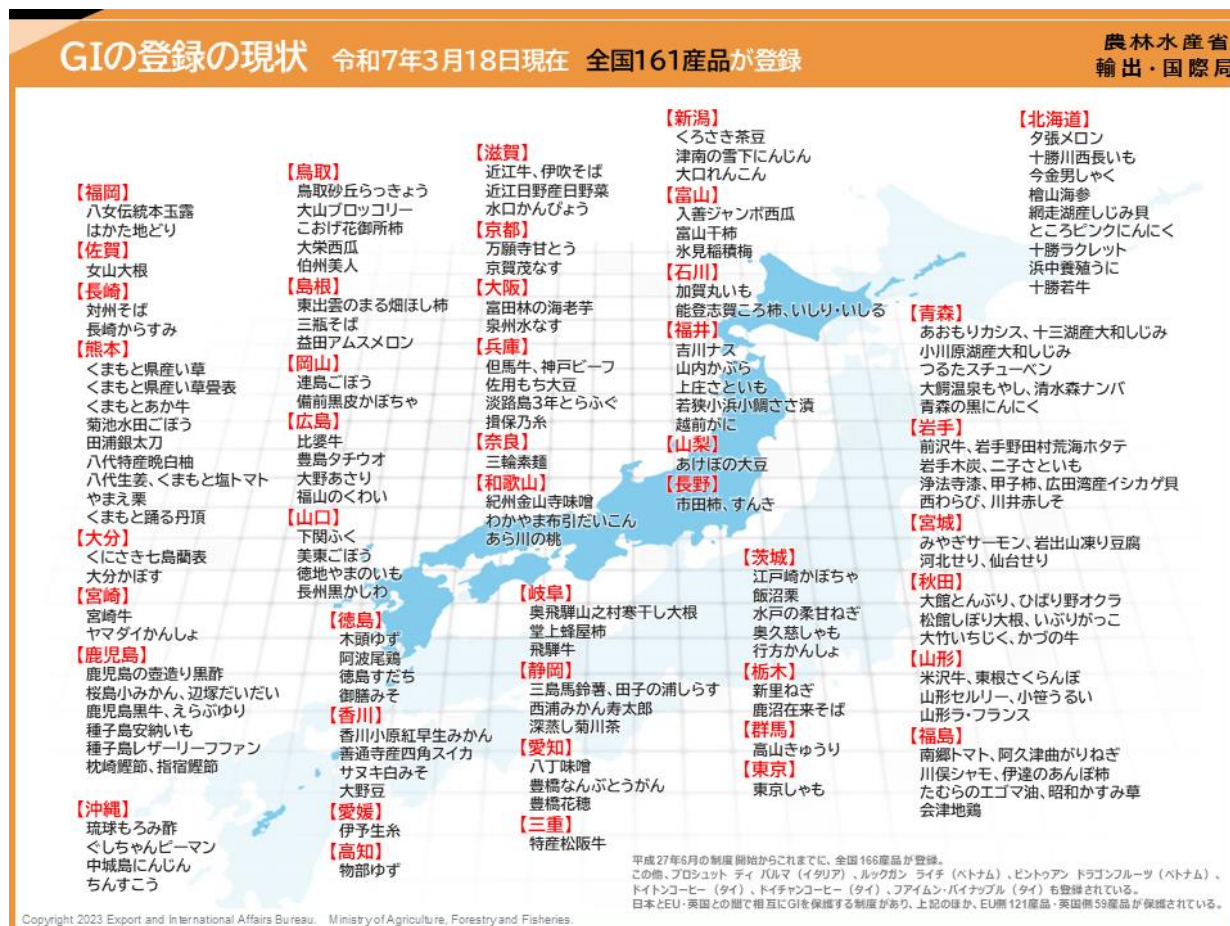 GIの登録の現状 令和7年3月18日現在 全国161産品が登録
農林水産省
輸出・国際局
【福岡】
八女伝統本玉露
はかた地どり
【佐賀】
女山大根
【長崎】
対州そば
長崎からすみ
【熊本】
くまもと県産い草
くまもと県産い草畳表
くまもとあか牛
菊池水田ごぼう
田浦銀太刀
八代特産晩白柚
八代生姜、くまもと塩トマト
やまえ栗
くまもと踊る丹頂
【大分】
くにさき七島藺表
大分かぼす
【宮崎】
宮崎牛
ヤマダイかんしょ
【鹿児島】
鹿児島の壺造り黒酢
桜島小みかん、辺塚だいだい
鹿児島黒牛、えらぶゆり
種子島安納いも
種子島レザーリーフファン
枕崎鰹節、指宿鰹節
【沖縄】
琉球もろみ酢
ぐしちゃんピーマン
中城島にんじん
ちんすこう
【鳥取】
鳥取砂丘らっきょう
大山ブロッコリー
こおげ花御所柿
大栄西瓜
伯州美人
【島根】
東出雲のまる畑ほし柿
三瓶そば
益田アムスメロン
【岡山】
連島ごぼう
備前黒皮かぼちゃ
【広島】
比婆牛
豊島タチウオ
大野あさり
福山のくわい
【山口】
下関ふく
美東ごぼう
徳地やまのいも
長州黒かしわ
【徳島】
木頭ゆず
阿波尾鶏
徳島すだち
御膳みそ
【香川】
香川小原紅早生みかん
善通寺産四角スイカ
サヌキ白みそ
大野豆
【愛媛】
伊予生糸
【高知】
物部ゆず
【滋賀】
近江牛、伊吹そば
近江日野産日野菜
水口かんぴょう
【京都】
万願寺甘とう
京賀茂なす
【大阪】
富田林の海老芋
泉州水なす
【兵庫】
但馬牛、神戸ビーフ
佐用もち大豆
淡路島3年とらふぐ
揖保乃糸
【奈良】
三輪素麺
【和歌山】
紀州金山寺味噌
わかやま布引だいこん
あら川の桃
【岐阜】
奥飛騨山之村寒干し大根
堂上蜂屋柿
飛騨牛
【静岡】
三島馬鈴薯、田子の浦しらす
西浦みかん寿太郎
深蒸し菊川茶
【愛知】
八丁味噌
豊橋なんぶとうがん
豊橋花穂
【三重】
特産松阪牛
【新潟】
くろさき茶豆
津南の雪下にんじん
大口れんこん
【富山】
入善ジャンボ西瓜
富山干柿
氷見稲積梅
【石川】
加賀丸いも
能登志賀ころ柿、いしり・いしる
【福井】
吉川ナス
山内かぶら
上庄さといも
若狭小浜小鯛ささ漬
越前がに
【山梨】
あけぼの大豆
【長野】
市田柿、すんき
【茨城】
江戸崎かぼちゃ
飯沼栗
水戸の柔甘ねぎ
奥久慈しゃも
行方かんしょ
【栃木】
新里ねぎ
鹿沼在来そば
【群馬】
高山きゅうり
【東京】
東京しゃも
【北海道】
夕張メロン
十勝川西長いも
今金男しゃく
檜山海参
網走湖産しじみ貝
ところピンクにんにく
十勝ラクレット
浜中養殖うに
十勝若牛
【青森】
あおもりカシス、十三湖産大和しじみ
小川原湖産大和しじみ
つるたスチューベン
大鰐温泉もやし、清水森ナンバ
青森の黒にんにく
【岩手】
前沢牛、岩手野田村荒海ホタテ
岩手木炭、二子さといも
浄法寺漆、甲子柿、広田湾産イシカゲ貝
西わらび、川井赤しそ
【宮城】
みやぎサーモン、岩出山凍り豆腐
河北せり、仙台せり
【秋田】
大館とんぶり、ひばり野オクラ
松館しぼり大根、いぶりがっこ
大竹いちじく、かづの牛
【山形】
米沢牛、東根さくらんぼ
山形セルリー、小笹うるい
山形ラ・フランス
【福島】
南郷トマト、阿久津曲がりねぎ
川俣シャモ、伊達のあんぽ柿
たむらのエゴマ油、昭和かすみ草
会津地鶏
平成27年6月の制度開始からこれまでに、全国166産品が登録。
この他、プロシュット ディ パルマ（イタリア）、ルックガン ライチ（ベトナム）、ビントゥアン ドラゴンフルーツ（ベトナム）、
ドイトンコーヒー（タイ）、ドイチャンコーヒー（タイ）、フアイムン・パイナップル（タイ）も登録されている。
日本とEU・英国との間で相互にGIを保護する制度があり、上記のほか、EU側121産品・英国側59産品が保護されている。
Copyright 2023 Export and International Affairs Bureau. Ministry of Agriculture, Forestry and Fisheries.